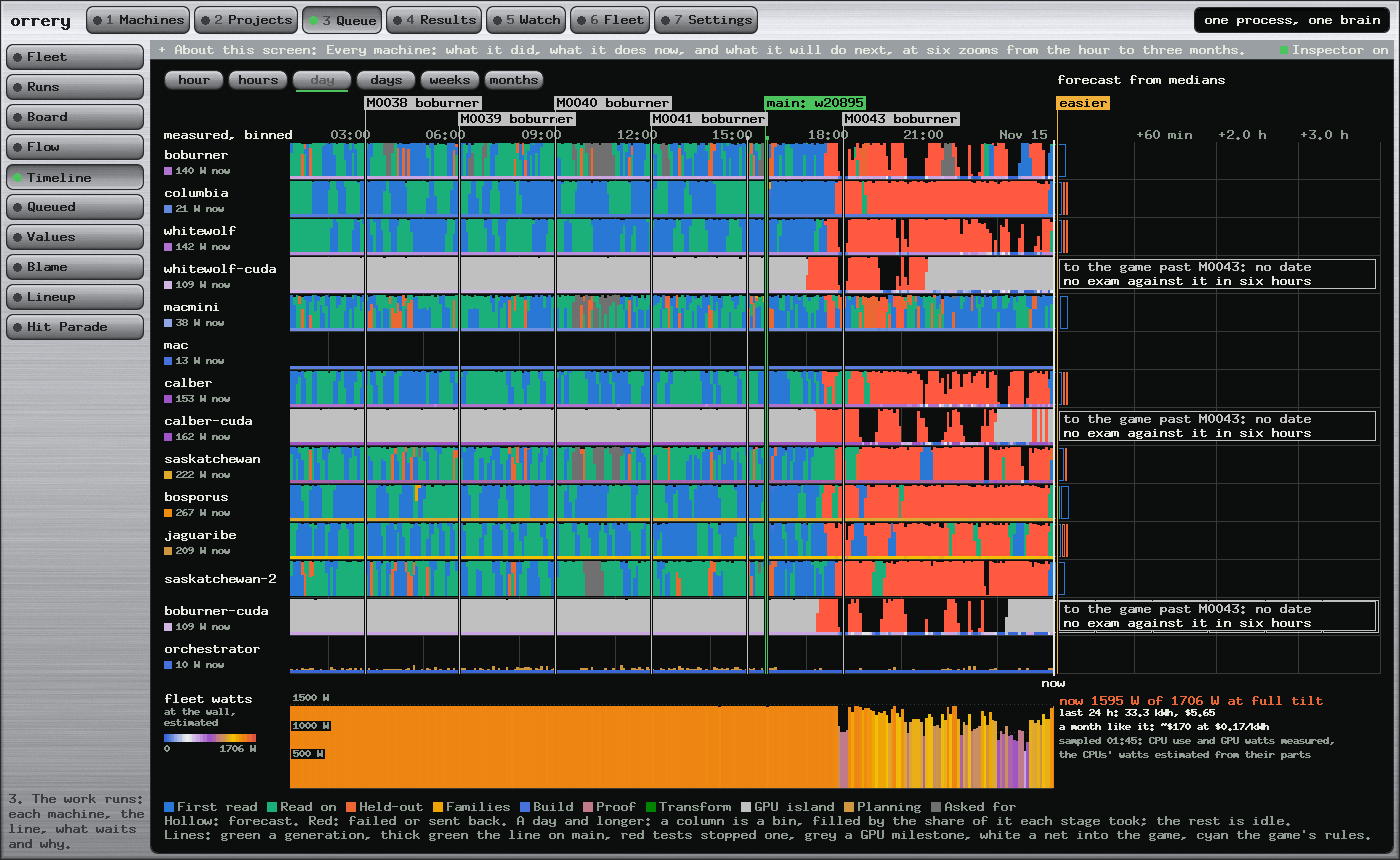 orrery
1 Machines
2 Projects
3 Queue
4 Results
5 Watch
6 Fleet
7 Settings
one process, one brain
+ About this screen: Every machine: what it did, what it does now, and what it will do next, at six zooms from the hour to three months.
Inspector on
Fleet
Runs
Board
Flow
Timeline
Queued
Values
Blame
Lineup
Hit Parade
hour
hours
day
days
weeks
months
forecast from medians
M0038 boburner
M0040 boburner
main: w20895
easier
M0039 boburner
M0041 boburner
M0043 boburner
measured, binned
03:00
06:00
09:00
12:00
15:00
18:00
21:00
Nov 15
+60 min
+2.0 h
+3.0 h
boburner
140 W now
columbia
21 W now
whitewolf
142 W now
whitewolf-cuda
109 W now
to the game past M0043: no date
no exam against it in six hours
macmini
38 W now
mac
13 W now
calber
153 W now
calber-cuda
162 W now
to the game past M0043: no date
no exam against it in six hours
saskatchewan
222 W now
bosporus
267 W now
jaguaribe
209 W now
saskatchewan-2
boburner-cuda
109 W now
to the game past M0043: no date
no exam against it in six hours
orchestrator
10 W now
now
fleet watts
at the wall,
estimated
0
1706 W
1500 W
1000 W
500 W
now 1595 W of 1706 W at full tilt
last 24 h: 33.3 kWh, $5.65
a month like it: ~$170 at $0.17/kWh
sampled 01:45: CPU use and GPU watts measured,
the CPUs' watts estimated from their parts
3. The work runs:
each machine, the
line, what waits
and why.
First read
Read on
Held-out
Families
Build
Proof
Transform
GPU island
Planning
Asked for
Hollow: forecast. Red: failed or sent back. A day and longer: a column is a bin, filled by the share of it each stage took; the rest is idle.
Lines: green a generation, thick green the line on main, red tests stopped one, grey a GPU milestone, white a net into the game, cyan the game's rules.